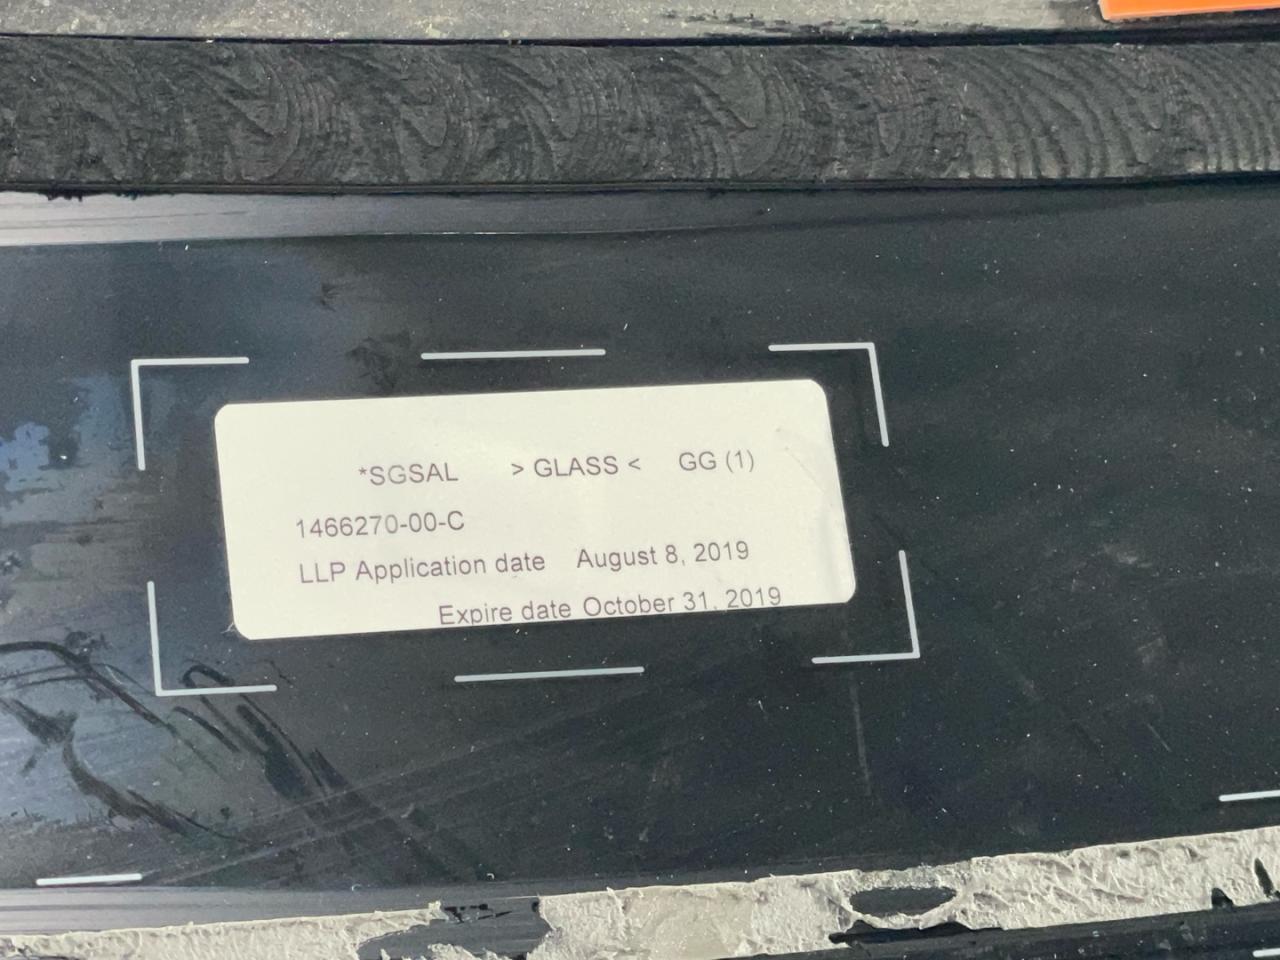 *SGSAL > GLASS < GG (1)
1466270-00-C
LLP Application date August 8, 2019
Expire date October 31, 2019